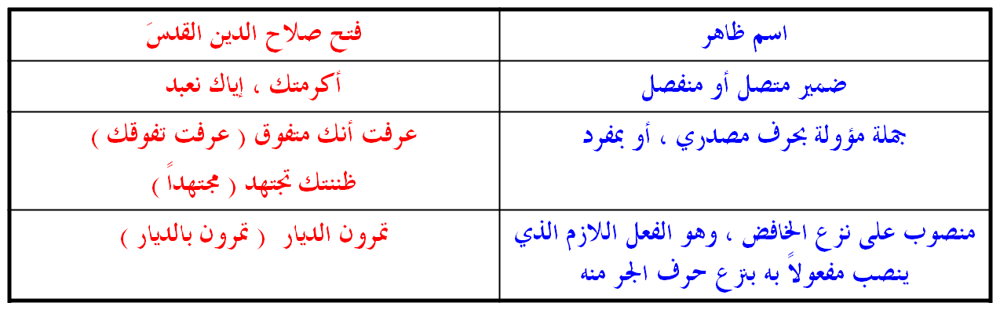 اسم ظاهر
فتح صلاح الدين القدسَ
ضمير متصل أو منفصل
أكرمتك ، إياك نعبد
جملة مؤولة بحرف مصدري ، أو بمفرد
عرفت أنك متفوق ( عرفت تفوقك )
ظننتك تجتهد ( مجتهداً )
منصوب على نزع الخافض ، وهو الفعل اللازم الذي
ينصب مفعولاً به بنزع حرف الجر منه
تمرون الديار ( تمرون بالديار )